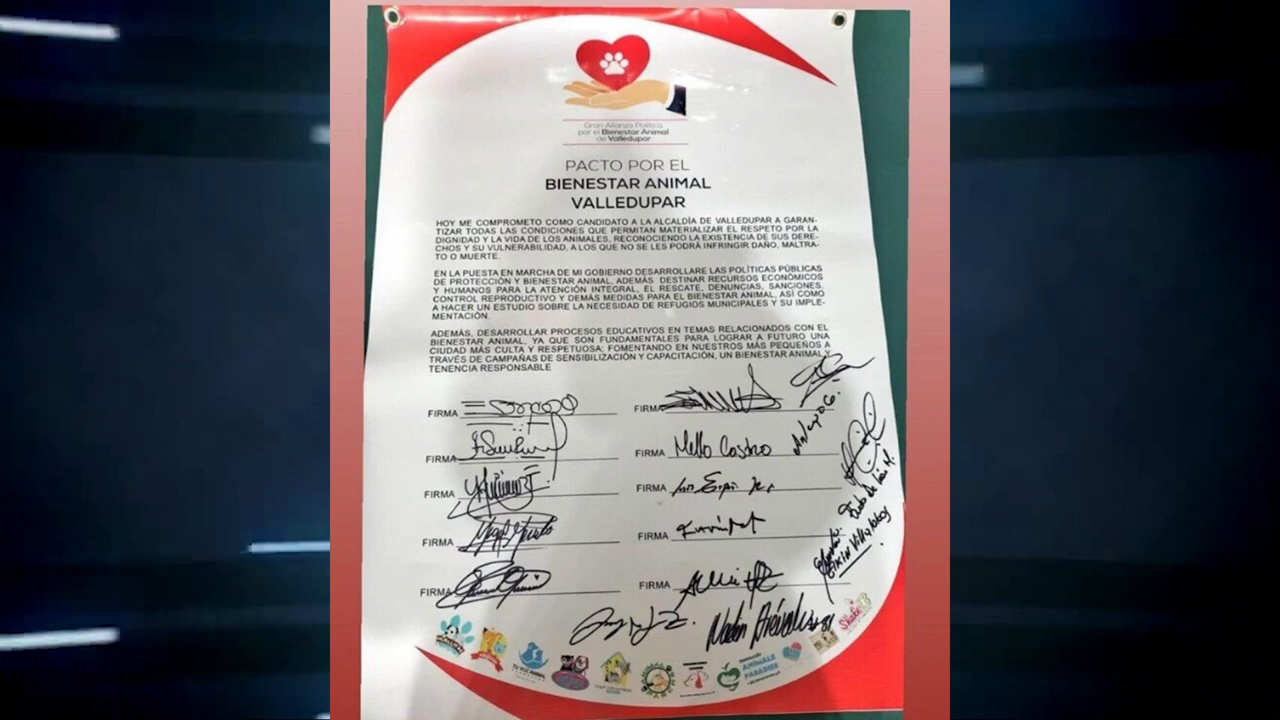 Gran Alianza Política
por el Bienestar Animal
de Valledupar
PACTO POR EL
BIENESTAR ANIMAL
VALLEDUPAR
HOY ME COMPROMETO COMO CANDIDATO A LA ALCALDÍA DE VALLEDUPAR A GARAN-
TIZAR TODAS LAS CONDICIONES QUE PERMITAN MATERIALIZAR EL RESPETO POR LA
DIGNIDAD Y LA VIDA DE LOS ANIMALES, RECONOCIENDO LA EXISTENCIA DE SUS DERE-
CHOS Y SU VULNERABILIDAD, A LOS QUE NO SE LES PODRÁ INFRINGIR DAÑO, MALTRA-
TO O MUERTE.
EN LA PUESTA EN MARCHA DE MI GOBIERNO DESARROLLARE LAS POLÍTICAS PÚBLICAS
DE PROTECCIÓN Y BIENESTAR ANIMAL, ADEMÁS DESTINAR RECURSOS ECONÓMICOS
Y HUMANOS PARA LA ATENCIÓN INTEGRAL, EL RESCATE, DENUNCIAS, SANCIONES,
CONTROL REPRODUCTIVO Y DEMÁS MEDIDAS PARA EL BIENESTAR ANIMAL, ASÍ COMO
A HACER UN ESTUDIO SOBRE LA NECESIDAD DE REFUGIOS MUNICIPALES Y SU IMPLE-
MENTACIÓN.
ADEMÁS, DESARROLLAR PROCESOS EDUCATIVOS EN TEMAS RELACIONADOS CON EL
BIENESTAR ANIMAL, YA QUE SON FUNDAMENTALES PARA LOGRAR A FUTURO UNA
CIUDAD MÁS CULTA Y RESPETUOSA; FOMENTANDO EN NUESTROS MÁS PEQUEÑOS A
TRAVÉS DE CAMPAÑAS DE SENSIBILIZACIÓN Y CAPACITACIÓN, UN BIENESTAR ANIMAL Y
TENENCIA RESPONSABLE
FIRMA
FIRMA
FIRMA
FIRMA Mello Castro
FIRMA
FIRMA
FIRMA
FIRMA
FIRMA
FIRMA
Villalobos
TU VOZ ANIMAL
ANIMALS
PARADISE